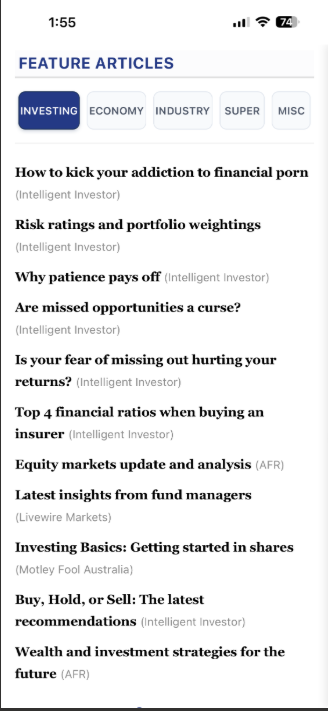 1:55
74
FEATURE ARTICLES
INVESTING ECONOMY INDUSTRY SUPER MISC
How to kick your addiction to financial porn
(Intelligent Investor)
Risk ratings and portfolio weightings
(Intelligent Investor)
Why patience pays off (Intelligent Investor)
Are missed opportunities a curse?
(Intelligent Investor)
Is your fear of missing out hurting your
returns? (Intelligent Investor)
Top 4 financial ratios when buying an
insurer (Intelligent Investor)
Equity markets update and analysis (AFR)
Latest insights from fund managers
(Livewire Markets)
Investing Basics: Getting started in shares
(Motley Fool Australia)
Buy, Hold, or Sell: The latest
recommendations (Intelligent Investor)
Wealth and investment strategies for the
future (AFR)